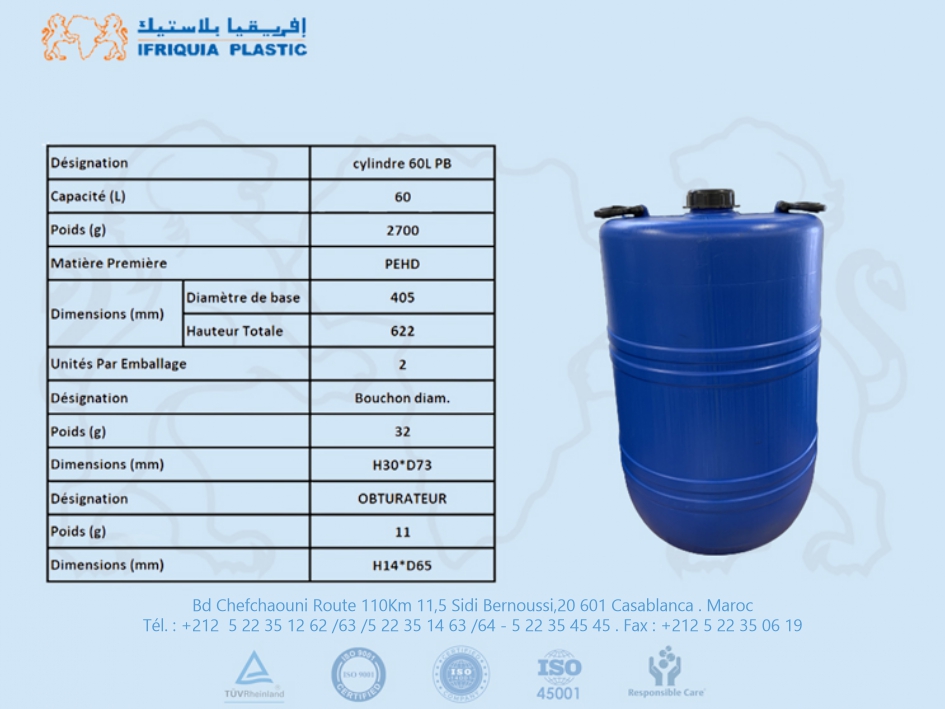 إفريقيا بلاستيك
IFRIQUIA PLASTIC
Désignation cylindre 60L PB
Capacité (L) 60
Poids (g) 2700
Matière Première PEHD
Dimensions (mm) Diamètre de base 405
Hauteur Totale 622
Unités Par Emballage 2
Désignation Bouchon diam.
Poids (g) 32
Dimensions (mm) H30*D73
Désignation OBTURATEUR
Poids (g) 11
Dimensions (mm) H14*D65
Bd Chefchaouni Route 110Km 11,5 Sidi Bernoussi,20 601 Casablanca . Maroc
Tél. : +212 5 22 35 12 62 /63 /5 22 35 14 63 /64 - 5 22 35 45 45 . Fax : +212 5 22 35 06 19
TÜVRheinland
ISO 9001
CERTIFIED
CERTIFIED
ISO
COMPANY
ISO
45001
Responsible Care